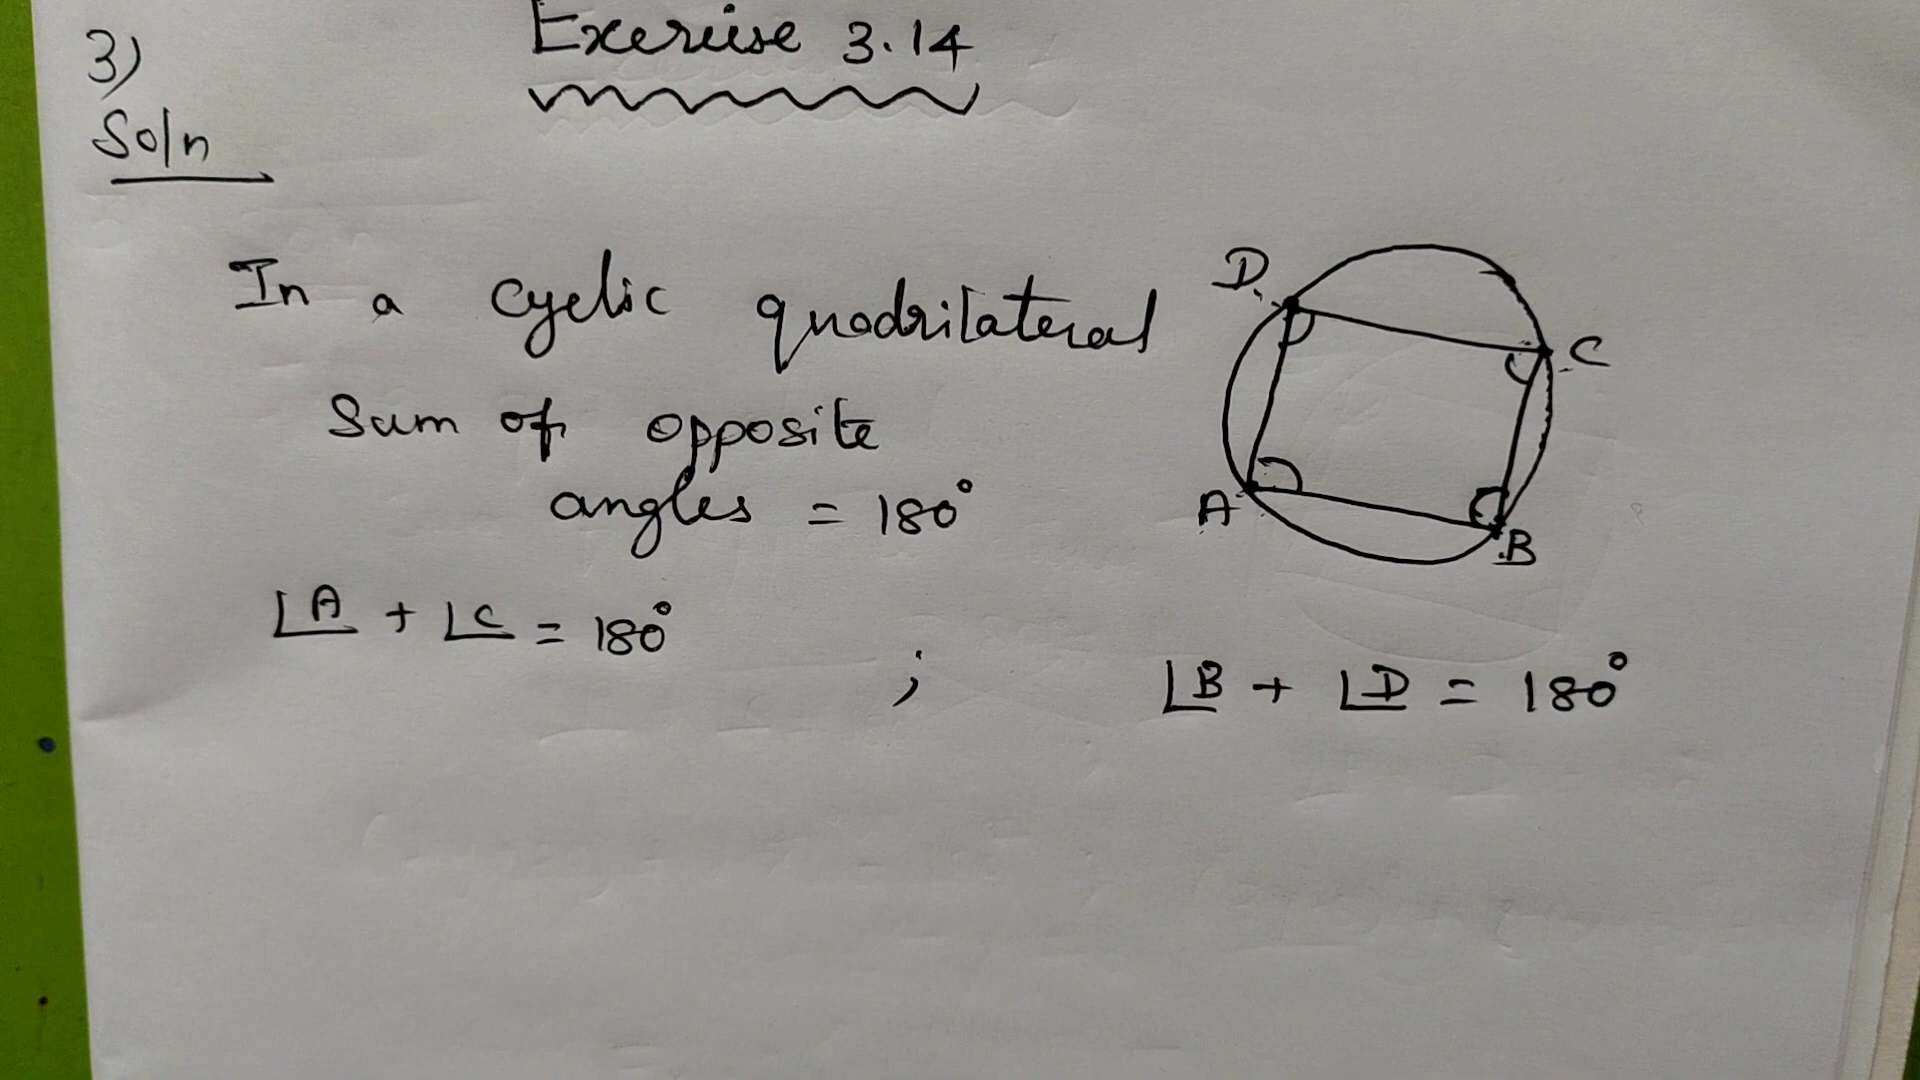 Exercise 3.14
3)
Soln
In a cyclic quadrilateral
Sum of opposite
angles = 180°
∠A + ∠C = 180° ; ∠B + ∠D = 180°
D
C
A
B